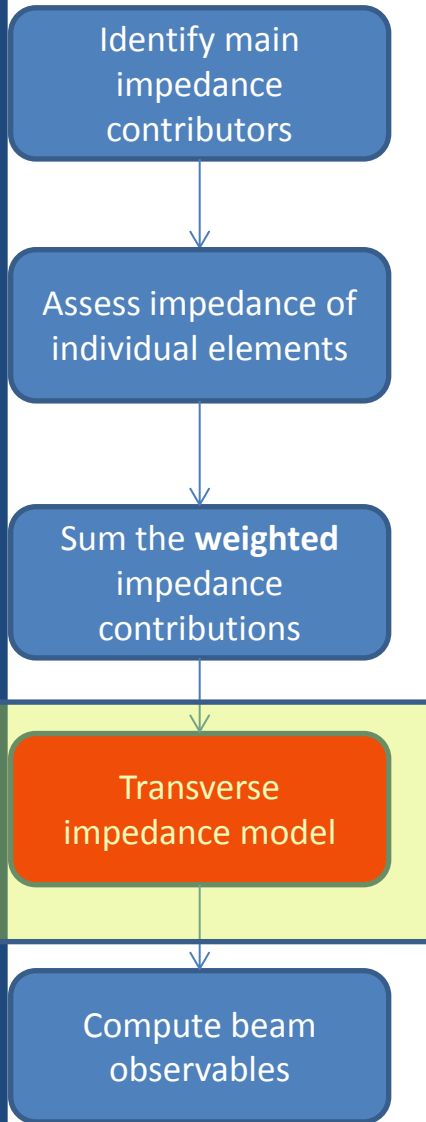 Identify main
impedance
contributors
Assess impedance of
individual elements
Sum the weighted
impedance
contributions
Transverse
impedance model
Compute beam
observables